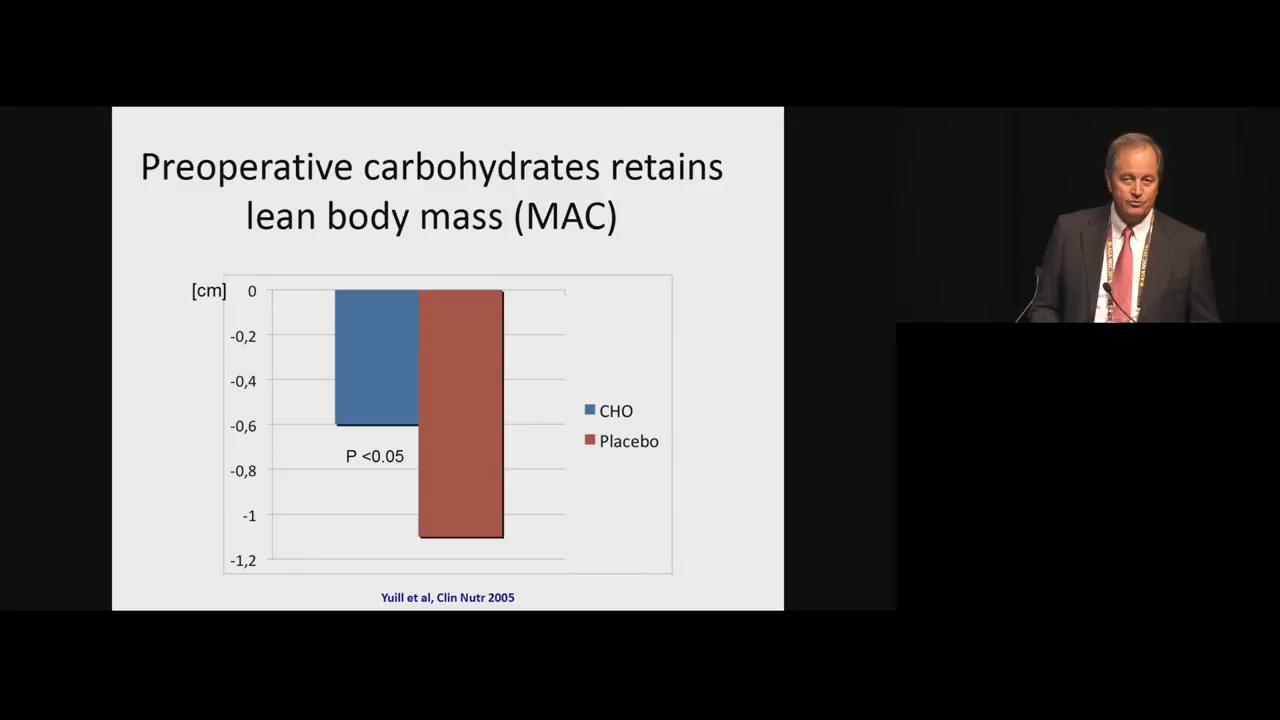 Preoperative carbohydrates retains
lean body mass (MAC)
[cm]
0
-0,2
-0,4
-0,6
-0,8
-1
-1,2
P <0.05
CHO
Placebo
Yuill et al, Clin Nutr 2005